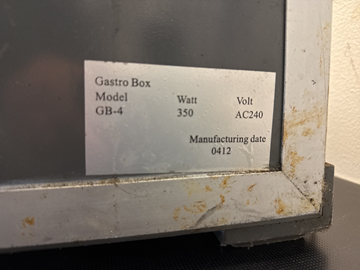 Gastro Box
Model Watt Volt
GB-4 350 AC240
Manufacturing date
0412